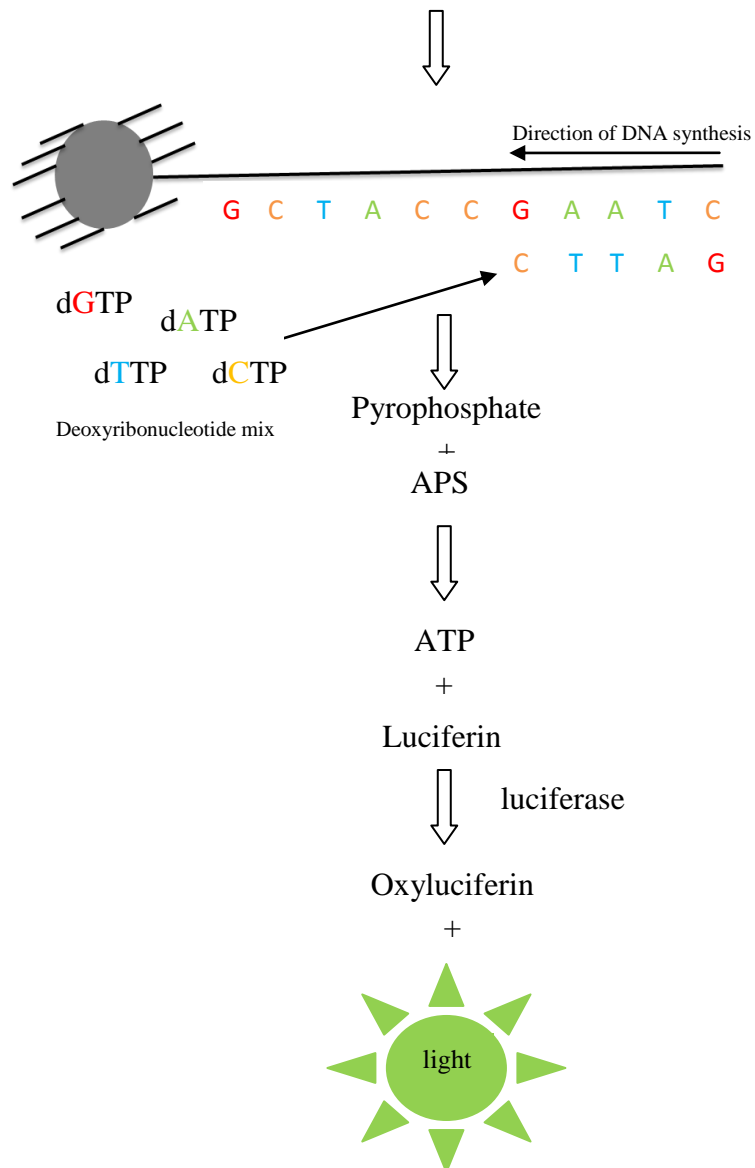 Direction of DNA synthesis
G C T A C C G A A T C
C T T A G
dGTP
dATP
dTTP dCTP
Deoxyribonucleotide mix
Pyrophosphate
+
APS
ATP
+
Luciferin
luciferase
Oxyluciferin
+
light